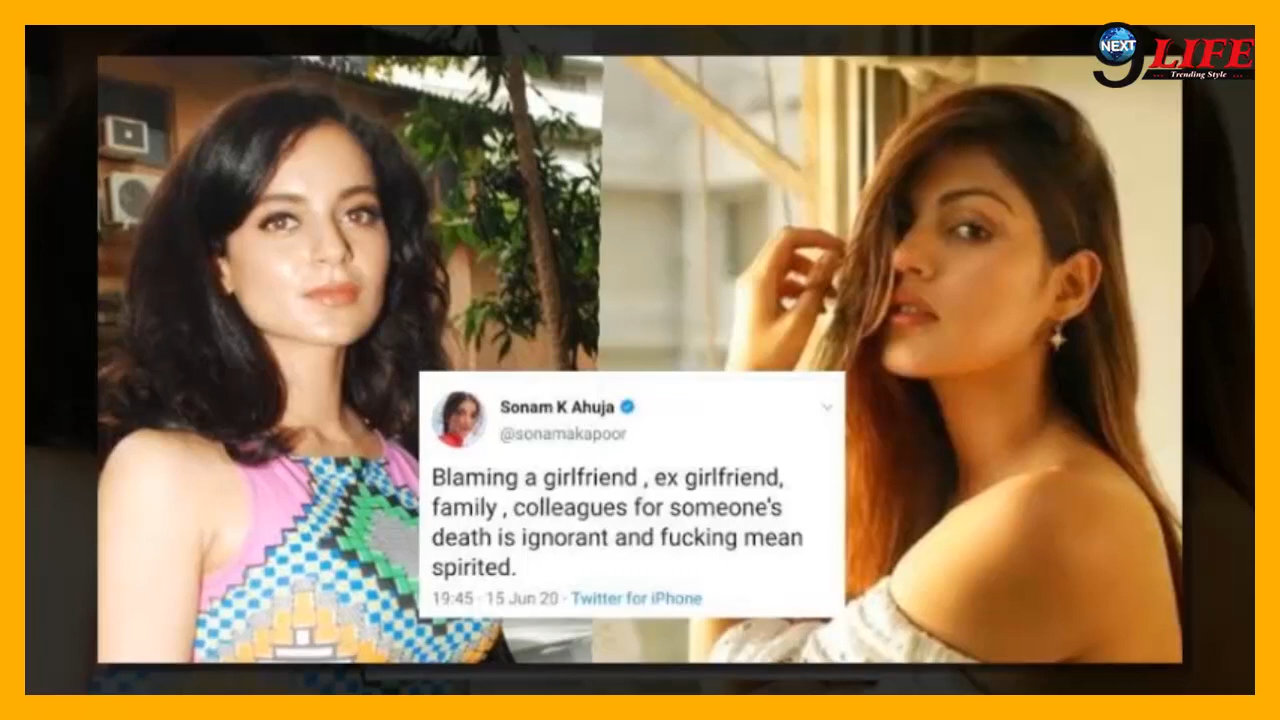 NEXT
9 LIFE
... Trending Style ...
Sonam K Ahuja
@sonamakapoor
Blaming a girlfriend , ex girlfriend,
family , colleagues for someone's
death is ignorant and fucking mean
spirited.
19:45 · 15 Jun 20 · Twitter for iPhone